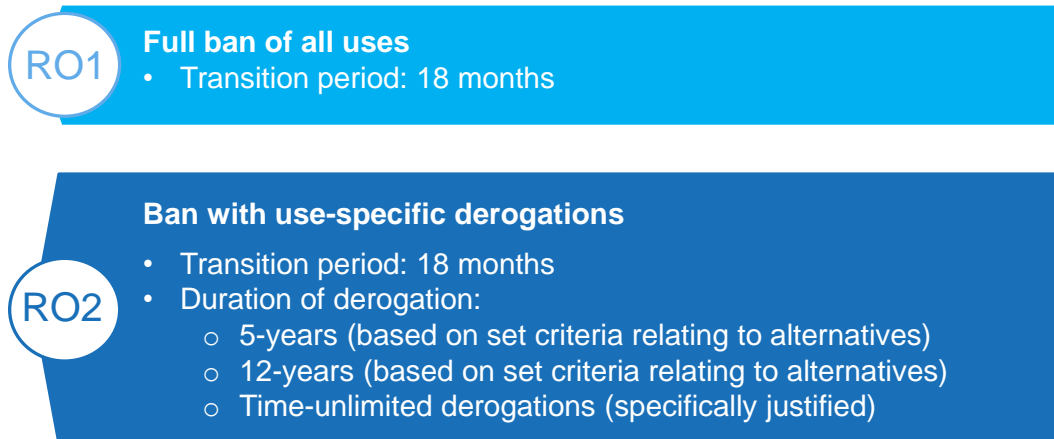 RO1
Full ban of all uses
• Transition period: 18 months
RO2
Ban with use-specific derogations
• Transition period: 18 months
• Duration of derogation:
o 5-years (based on set criteria relating to alternatives)
o 12-years (based on set criteria relating to alternatives)
o Time-unlimited derogations (specifically justified)